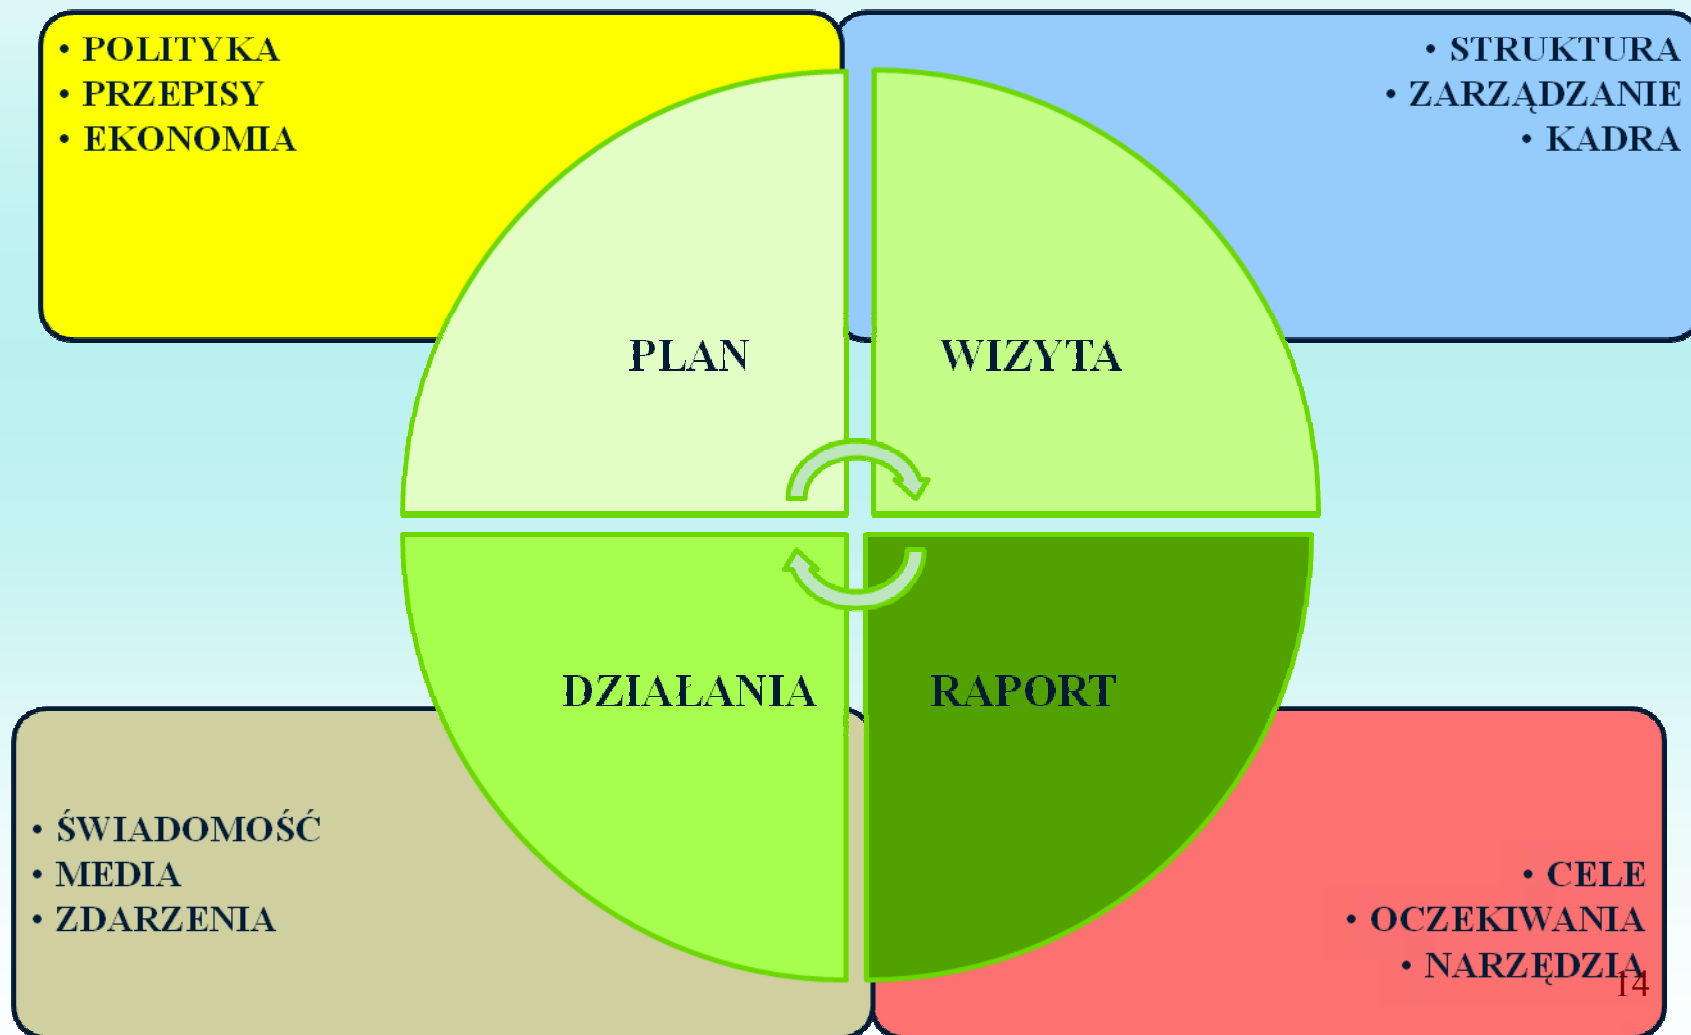 • POLITYKA
• PRZEPISY
• EKONOMIA
• STRUKTURA
• ZARZĄDZANIE
• KADRA
PLAN
WIZYTA
DZIAŁANIA
RAPORT
• ŚWIADOMOŚĆ
• MEDIA
• ZDARZENIA
• CELE
• OCZEKIWANIA
• NARZĘDZIA
14